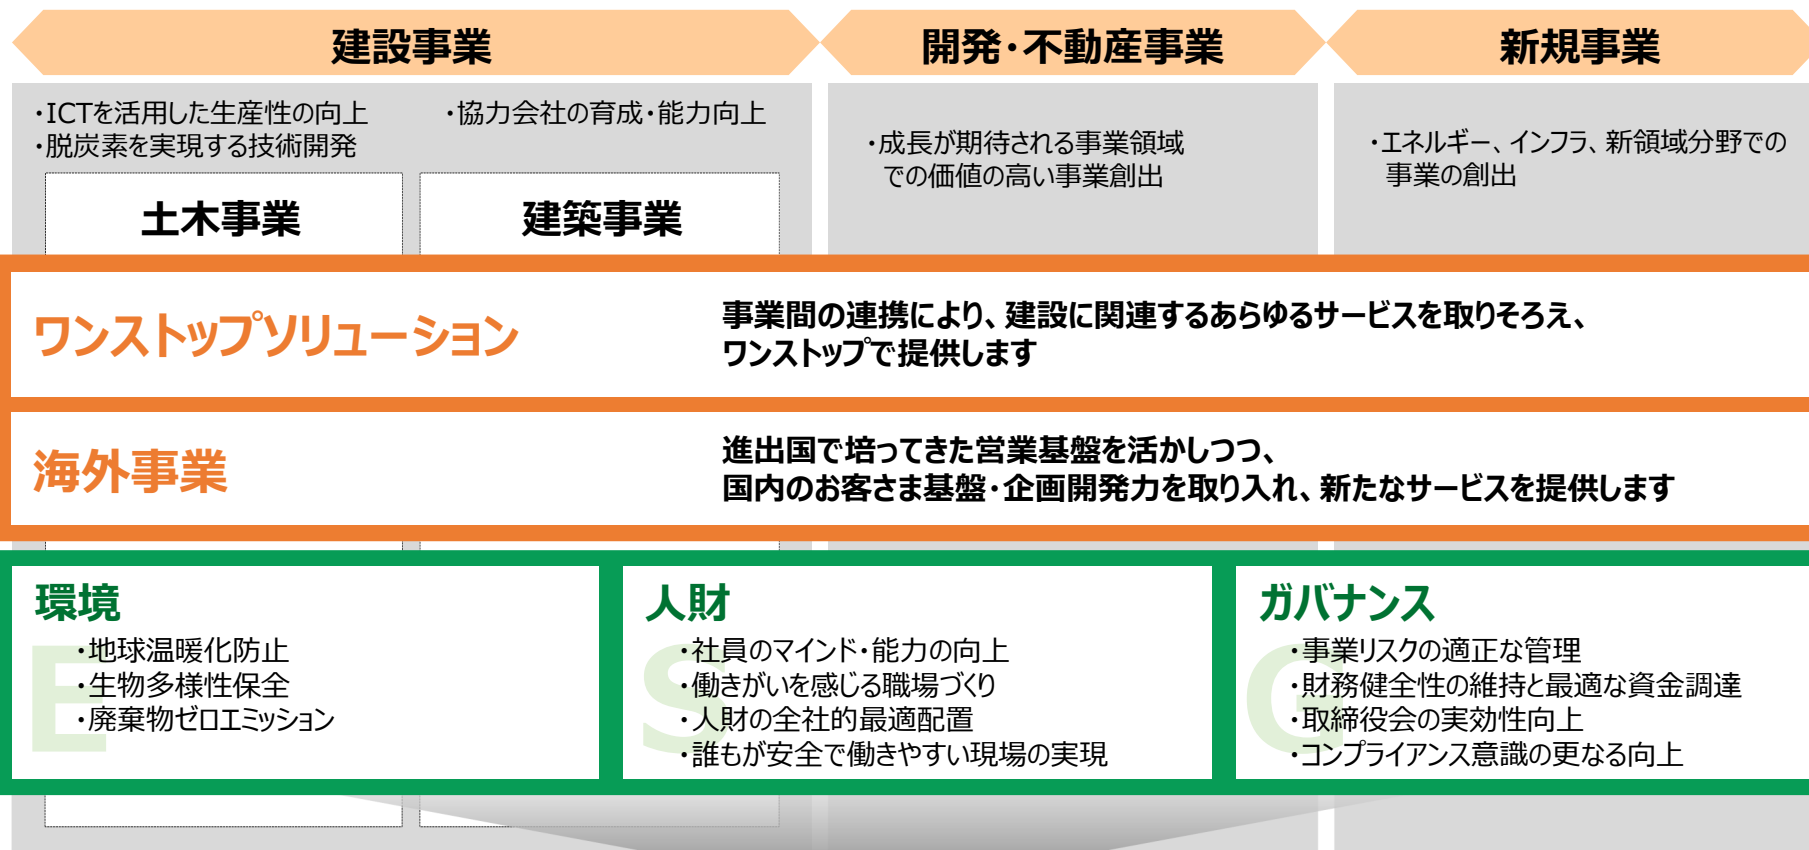 建設事業
開発・不動産事業
新規事業
・ICTを活用した生産性の向上
・脱炭素を実現する技術開発
・協力会社の育成・能力向上
・成長が期待される事業領域
での価値の高い事業創出
・エネルギー、インフラ、新領域分野での
事業の創出
土木事業
建築事業
ワンストップソリューション
事業間の連携により、建設に関連するあらゆるサービスを取りそろえ、
ワンストップで提供します
海外事業
進出国で培ってきた営業基盤を活かしつつ、
国内のお客さま基盤・企画開発力を取り入れ、新たなサービスを提供します
環境
E
・地球温暖化防止
・生物多様性保全
・廃棄物ゼロエミッション
人財
S
・社員のマインド・能力の向上
・働きがいを感じる職場づくり
・人財の全社的最適配置
・誰もが安全で働きやすい現場の実現
ガバナンス
G
・事業リスクの適正な管理
・財務健全性の維持と最適な資金調達
・取締役会の実効性向上
・コンプライアンス意識の更なる向上